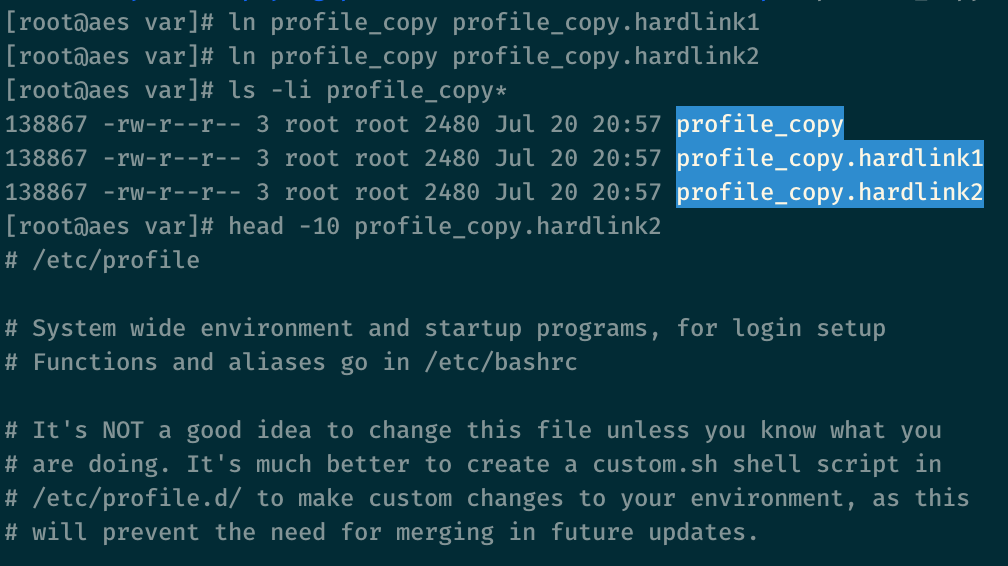 [root@aes var]# ln profile_copy profile_copy.hardlink1
[root@aes var]# ln profile_copy profile_copy.hardlink2
[root@aes var]# ls -li profile_copy*
138867 -rw-r--r-- 3 root root 2480 Jul 20 20:57 profile_copy
138867 -rw-r--r-- 3 root root 2480 Jul 20 20:57 profile_copy.hardlink1
138867 -rw-r--r-- 3 root root 2480 Jul 20 20:57 profile_copy.hardlink2
[root@aes var]# head -10 profile_copy.hardlink2
# /etc/profile

# System wide environment and startup programs, for login setup
# Functions and aliases go in /etc/bashrc

# It's NOT a good idea to change this file unless you know what you
# are doing. It's much better to create a custom.sh shell script in
# /etc/profile.d/ to make custom changes to your environment, as this
# will prevent the need for merging in future updates.